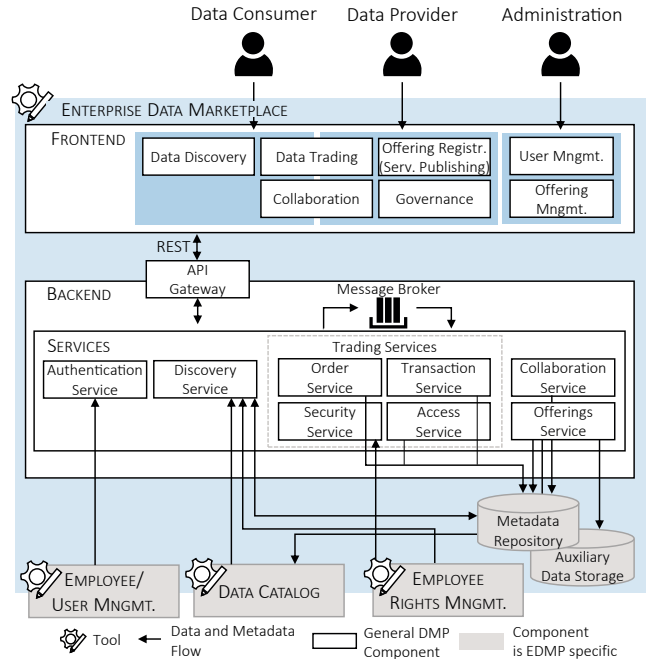 Data Consumer
Data Provider
Administration
ENTERPRISE DATA MARKETPLACE
FRONTEND
Data Discovery
Data Trading
Offering Registr.
(Serv. Publishing)
User Mngmt.
Collaboration
Governance
Offering
Mngmt.
REST
API
Gateway
BACKEND
Message Broker
SERVICES
Trading Services
Authentication
Service
Discovery
Service
Order
Service
Transaction
Service
Collaboration
Service
Security
Service
Access
Service
Offerings
Service
Metadata
Repository
Auxiliary
Data Storage
EMPLOYEE/
USER MNGMT.
DATA CATALOG
EMPLOYEE
RIGHTS MNGMT.
Tool
Data and Metadata
Flow
General DMP
Component
Component
is EDMP specific